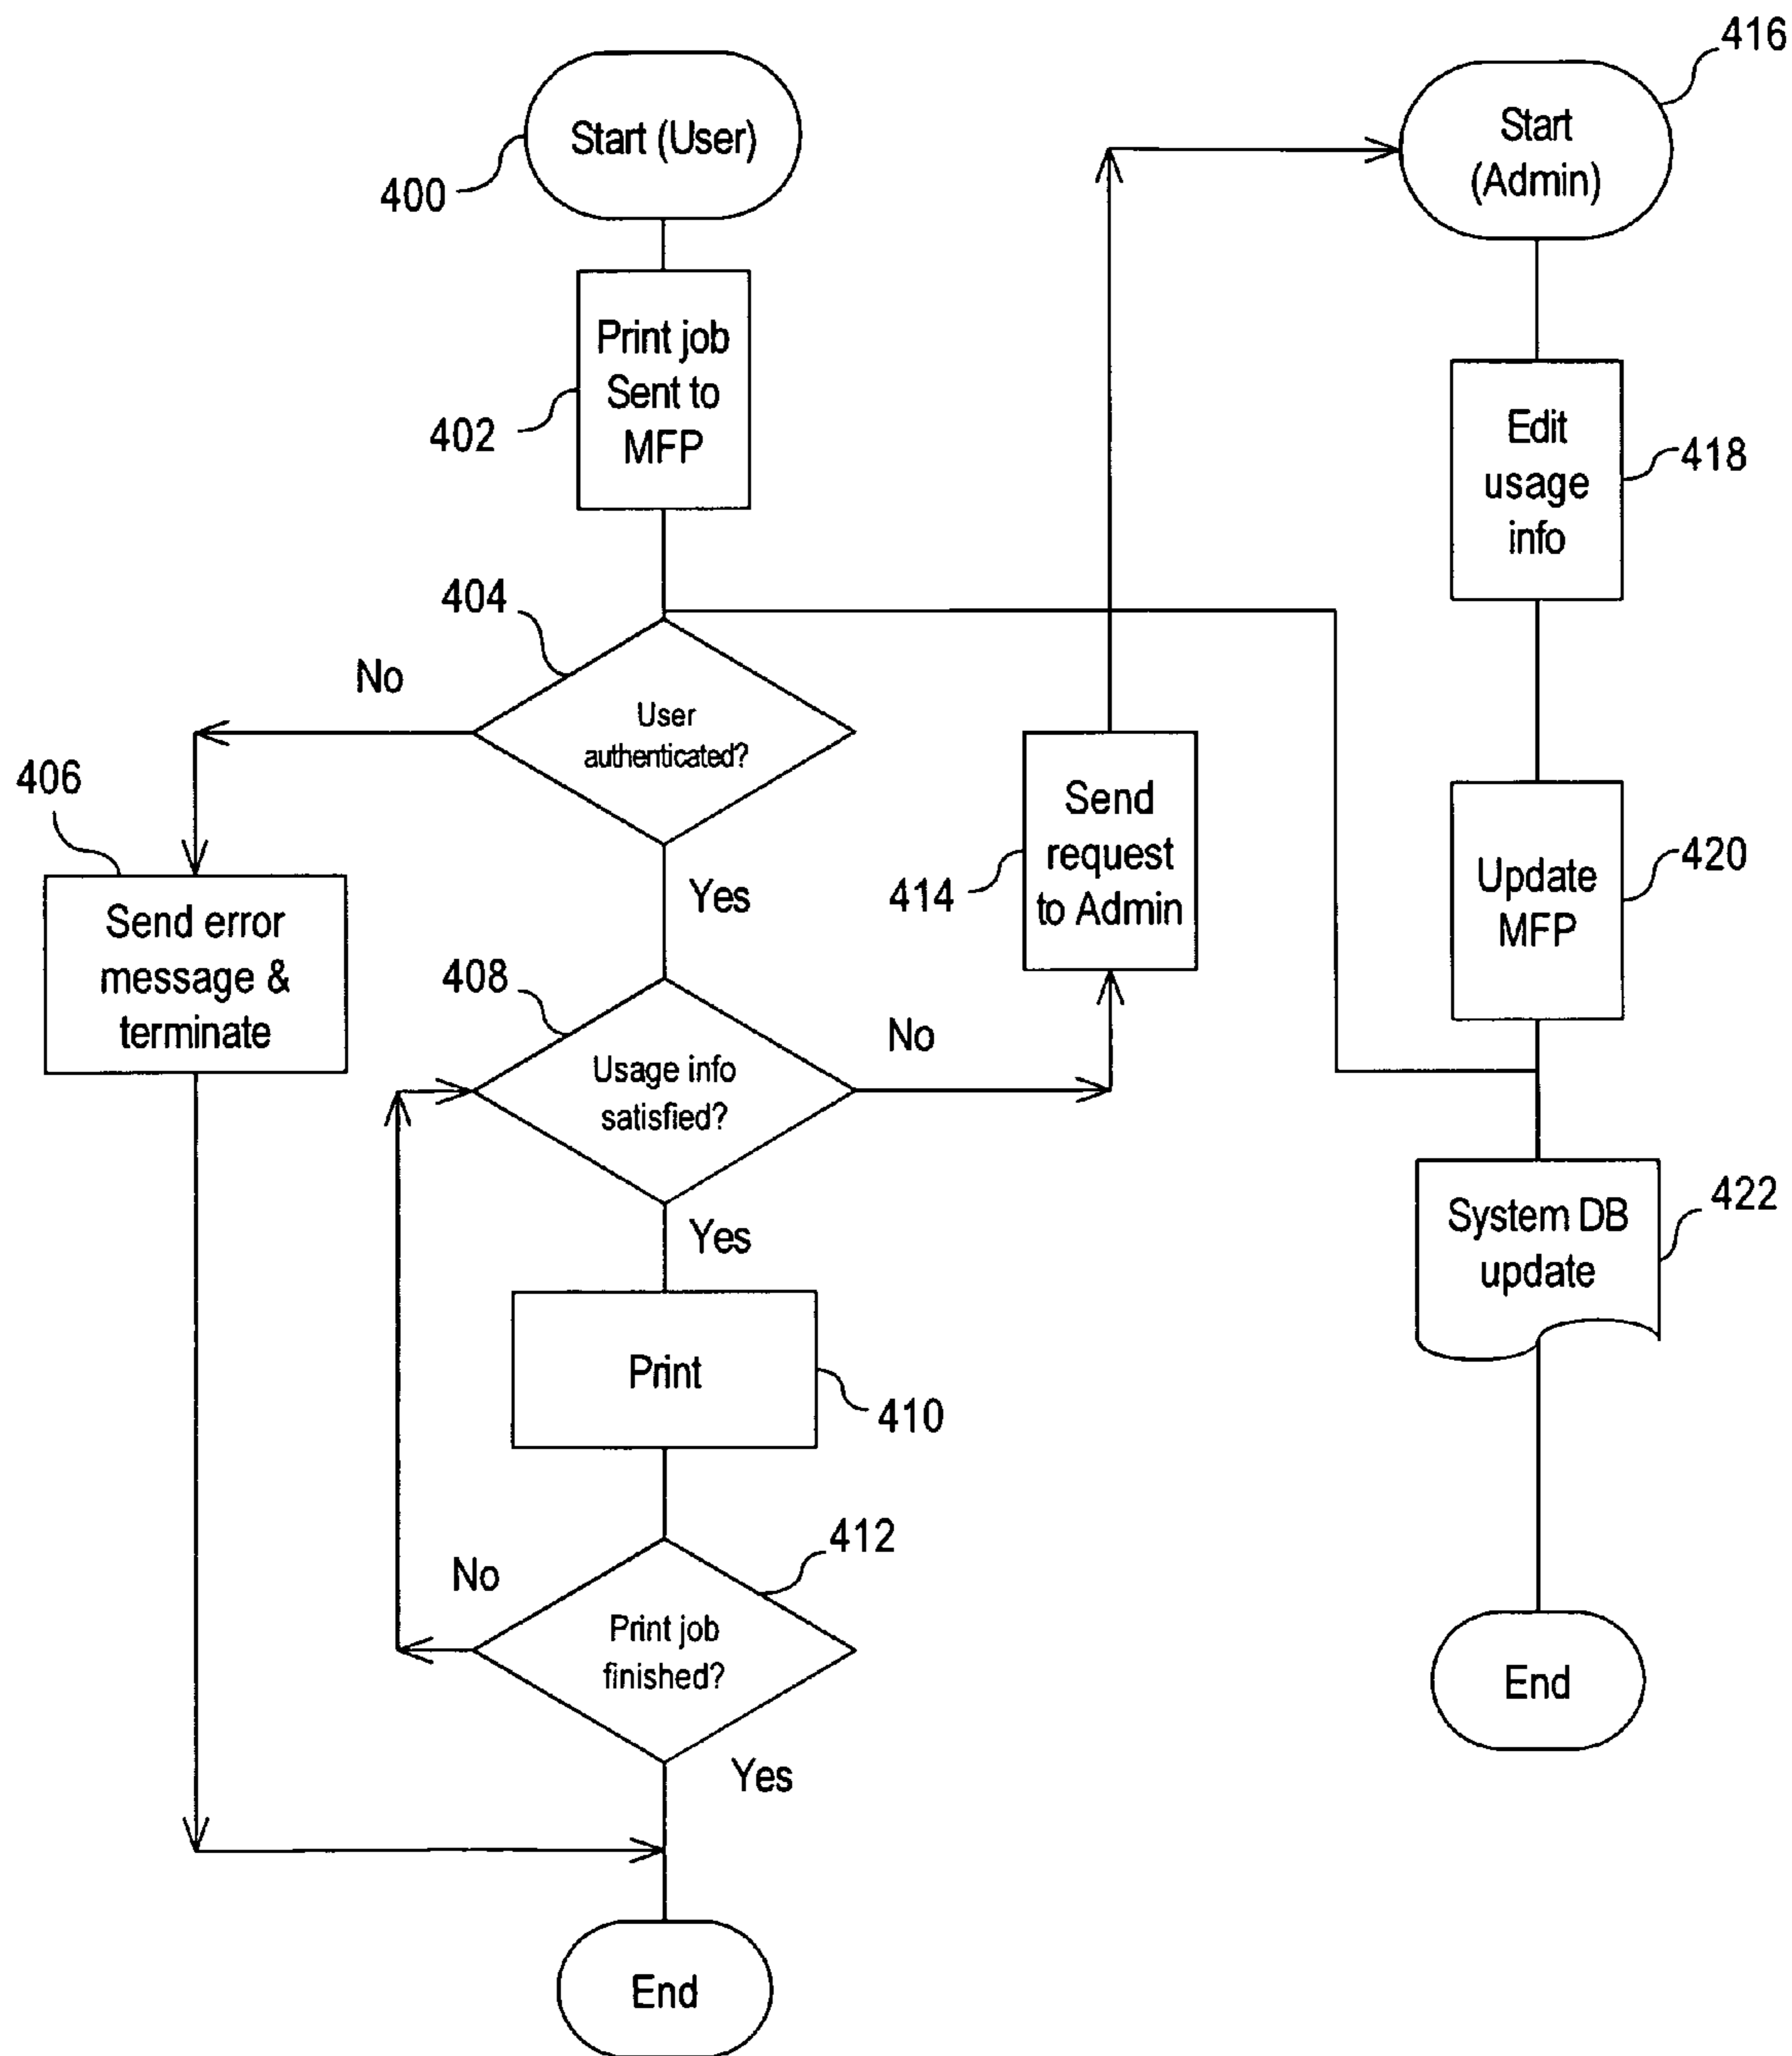 416
Start (User)
Start
(Admin)
400
Print job
Sent to
MFP
402
Edit
usage
info
418
404
No
User
authenticated?
406
Send
request
to Admin
414
Update
MFP
420
Yes
Send error
message &
terminate
408
No
Usage info
satisfied?
System DB
update
422
Yes
Print
410
412
No
Print job
finished?
End
Yes
End